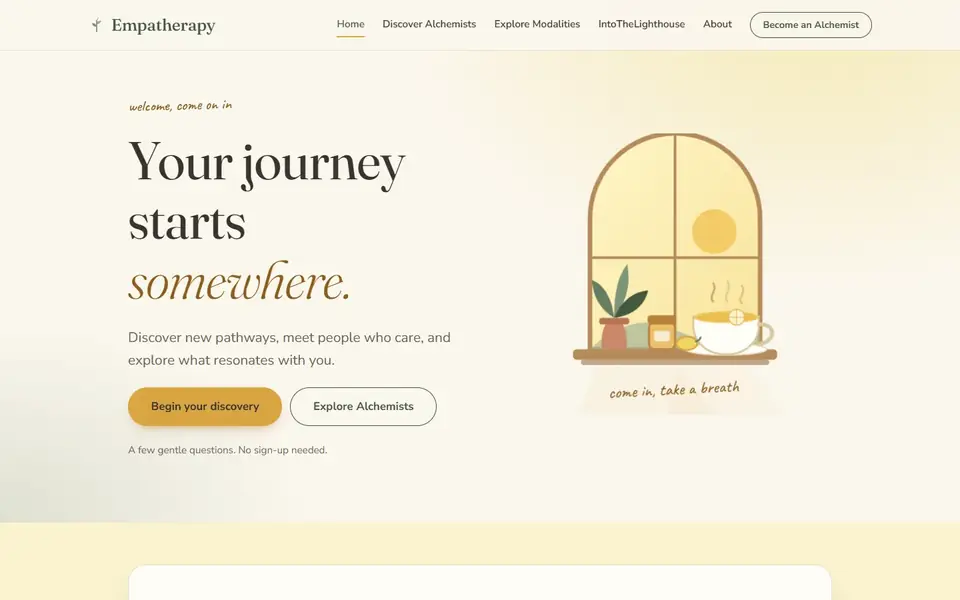 Empatherapy
Home
Discover Alchemists
Explore Modalities
IntoTheLighthouse
About
Become an Alchemist
welcome, come on in
Your journey
starts
somewhere.
Discover new pathways, meet people who care, and
explore what resonates with you.
Begin your discovery
Explore Alchemists
A few gentle questions. No sign-up needed.
come in, take a breath